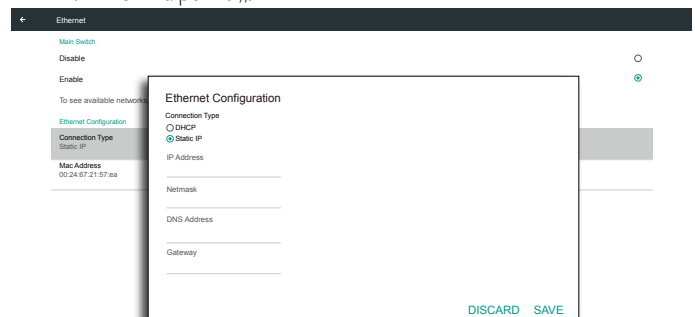 Ethernet
Main Switch
Disable
Enable
To see available networks
Ethernet Configuration
Connection Type
Static IP
Mac Address
00:24:67:21:57:ea
Ethernet Configuration
Connection Type
DHCP
Static IP
IP Address
Netmask
DNS Address
Gateway
DISCARD SAVE